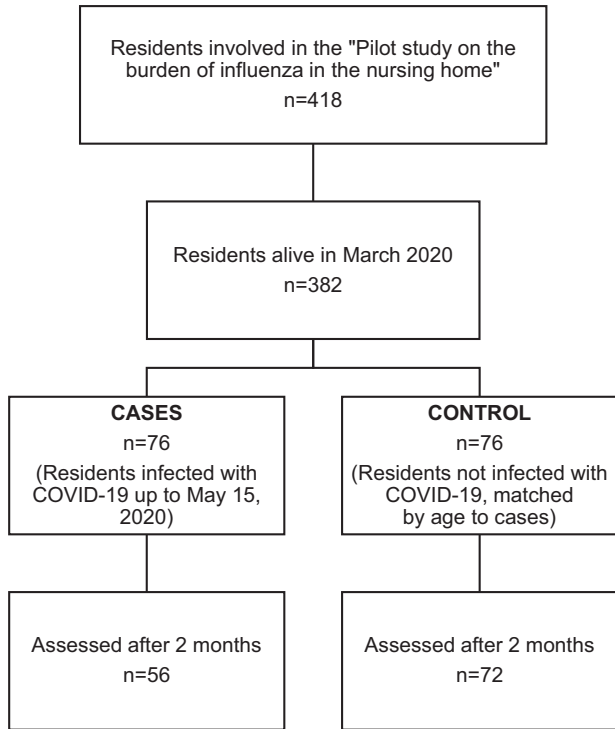 Residents involved in the "Pilot study on the
burden of influenza in the nursing home"
n=418
Residents alive in March 2020
n=382
CASES
n=76
(Residents infected with
COVID-19 up to May 15,
2020)
CONTROL
n=76
(Residents not infected with
COVID-19, matched
by age to cases)
Assessed after 2 months
n=56
Assessed after 2 months
n=72